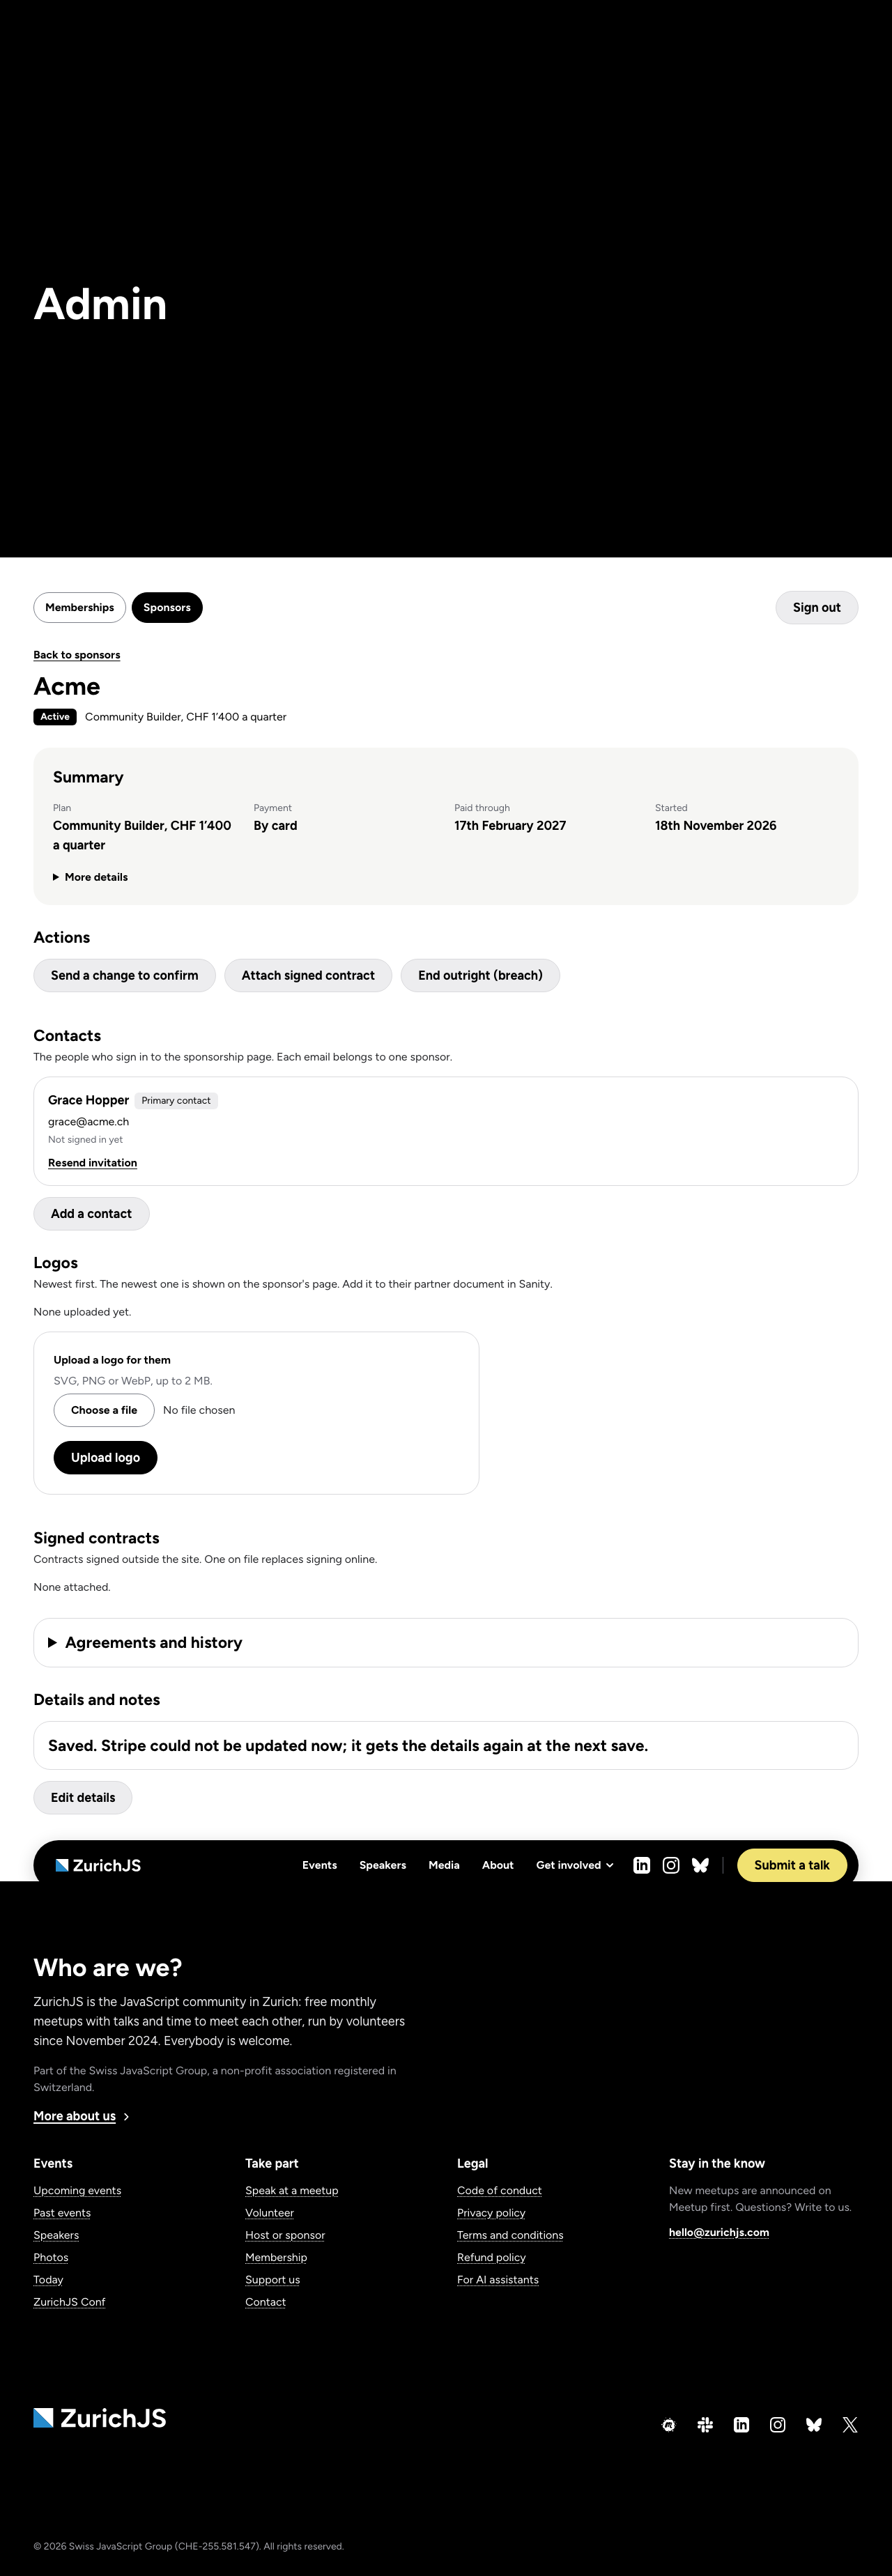 Admin
Memberships
Sponsors
Sign out
Back to sponsors
Acme
Active
Community Builder, CHF 1’400 a quarter
Summary
Plan
Community Builder, CHF 1’400
a quarter
Payment
By card
Paid through
17th February 2027
Started
18th November 2026
More details
Actions
Send a change to confirm
Attach signed contract
End outright (breach)
Contacts
The people who sign in to the sponsorship page. Each email belongs to one sponsor.
Grace Hopper
Primary contact
grace@acme.ch
Not signed in yet
Resend invitation
Add a contact
Logos
Newest first. The newest one is shown on the sponsor's page. Add it to their partner document in Sanity.
None uploaded yet.
Upload a logo for them
SVG, PNG or WebP, up to 2 MB.
Choose a file
No file chosen
Upload logo
Signed contracts
Contracts signed outside the site. One on file replaces signing online.
None attached.
Agreements and history
Details and notes
Saved. Stripe could not be updated now; it gets the details again at the next save.
Edit details
ZurichJS
Events
Speakers
Media
About
Get involved
Submit a talk
Who are we?
ZurichJS is the JavaScript community in Zurich: free monthly
meetups with talks and time to meet each other, run by volunteers
since November 2024. Everybody is welcome.
Part of the Swiss JavaScript Group, a non-profit association registered in
Switzerland.
More about us
Events
Upcoming events
Past events
Speakers
Photos
Today
ZurichJS Conf
Take part
Speak at a meetup
Volunteer
Host or sponsor
Membership
Support us
Contact
Legal
Code of conduct
Privacy policy
Terms and conditions
Refund policy
For AI assistants
Stay in the know
New meetups are announced on
Meetup first. Questions? Write to us.
hello@zurichjs.com
ZurichJS
© 2026 Swiss JavaScript Group (CHE-255.581.547). All rights reserved.